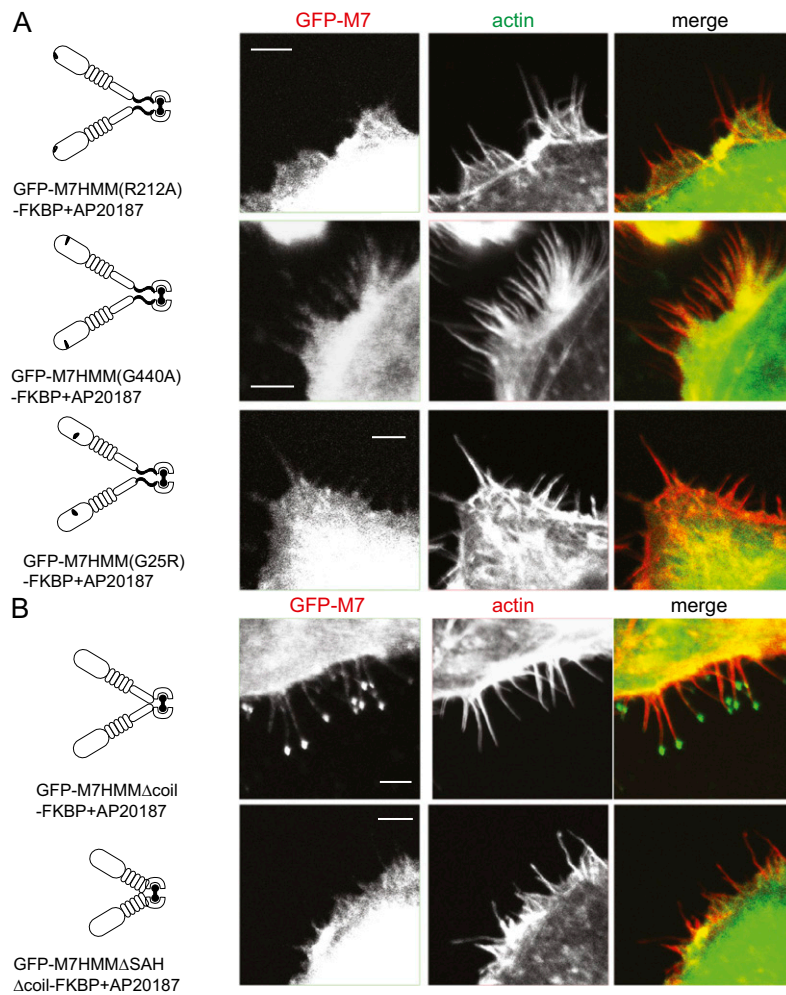 A
GFP-M7 actin merge
GFP-M7HMM(R212A)
-FKBP+AP20187
GFP-M7HMM(G440A)
-FKBP+AP20187
GFP-M7HMM(G25R)
-FKBP+AP20187
B
GFP-M7 actin merge
GFP-M7HMMΔcoil
-FKBP+AP20187
GFP-M7HMMΔSAH
Δcoil-FKBP+AP20187